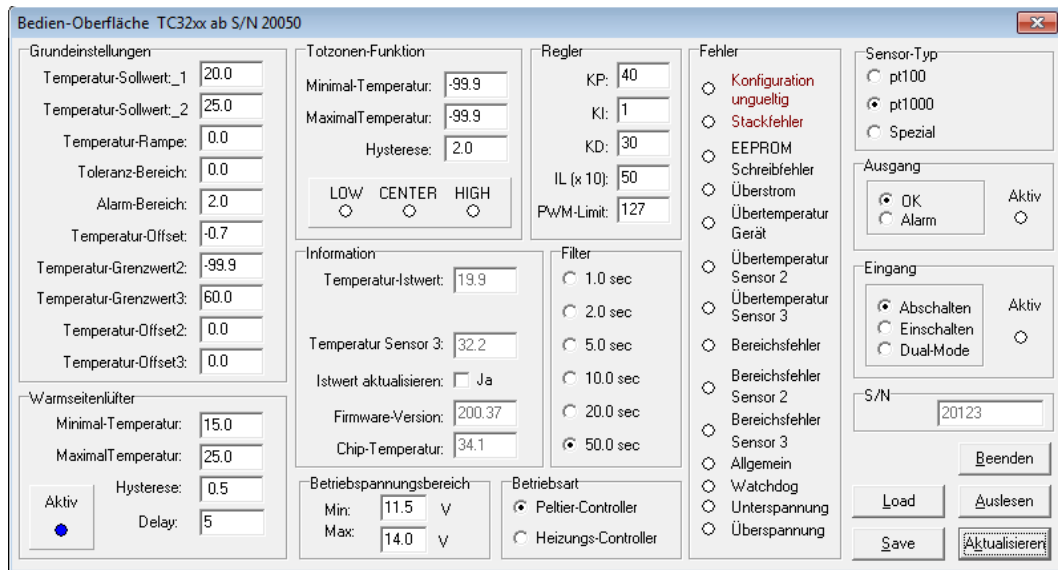 Bedien-Oberfläche TC32xx ab S/N 20050
Grundeinstellungen
Temperatur-Sollwert:_1 20.0
Temperatur-Sollwert:_2 25.0
Temperatur-Rampe: 0.0
Toleranz-Bereich: 0.0
Alarm-Bereich: 2.0
Temperatur-Offset: -0.7
Temperatur-Grenzwert2: -99.9
Temperatur-Grenzwert3: 60.0
Temperatur-Offset2: 0.0
Temperatur-Offset3: 0.0
Warmseitenlüfter
Minimal-Temperatur: 15.0
MaximalTemperatur: 25.0
Hysterese: 0.5
Delay: 5
Aktiv
Totzonen-Funktion
Minimal-Temperatur: -99.9
MaximalTemperatur: -99.9
Hysterese: 2.0
LOW CENTER HIGH
Information
Temperatur-Istwert: 19.9
Temperatur Sensor 3: 32.2
Istwert aktualisieren: Ja
Firmware-Version: 200.37
Chip-Temperatur: 34.1
Betriebspannungsbereich
Min: 11.5 V
Max: 14.0 V
Regler
KP: 40
KI: 1
KD: 30
IL (x 10): 50
PWM-Limit: 127
Filter
1.0 sec
2.0 sec
5.0 sec
10.0 sec
20.0 sec
50.0 sec
Betriebsart
Peltier-Controller
Heizungs-Controller
Fehler
Konfiguration
ungueltig
Stackfehler
EEPROM
Schreibfehler
Überstrom
Übertemperatur
Gerät
Übertemperatur
Sensor 2
Übertemperatur
Sensor 3
Bereichsfehler
Bereichsfehler
Sensor 2
Bereichsfehler
Sensor 3
Allgemein
Watchdog
Unterspannung
Überspannung
Sensor-Typ
pt100
pt1000
Spezial
Ausgang
OK
Alarm
Aktiv
Eingang
Abschalten
Einschalten
Dual-Mode
Aktiv
S/N
20123
Beenden
Load Auslesen
Save Aktualisieren